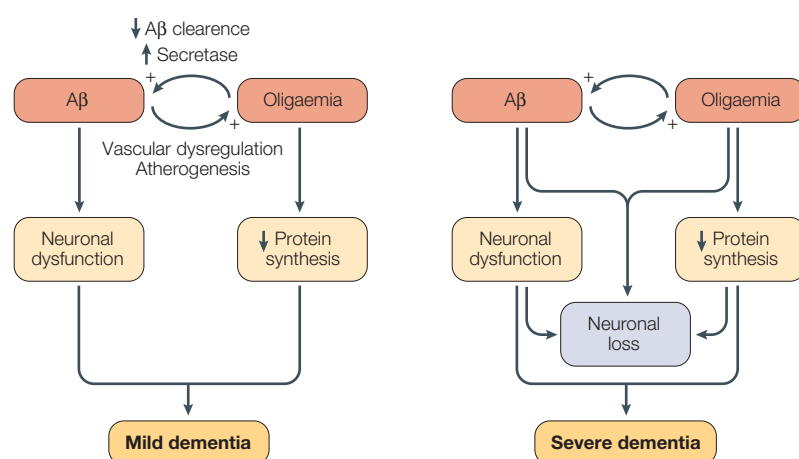 Aβ clearence
Secretase
+
Aβ
Oligaemia
+
Vascular dysregulation
Atherogenesis
Neuronal
dysfunction
Protein
synthesis
Mild dementia
+
Aβ
Oligaemia
+
Neuronal
dysfunction
Protein
synthesis
Neuronal
loss
Severe dementia